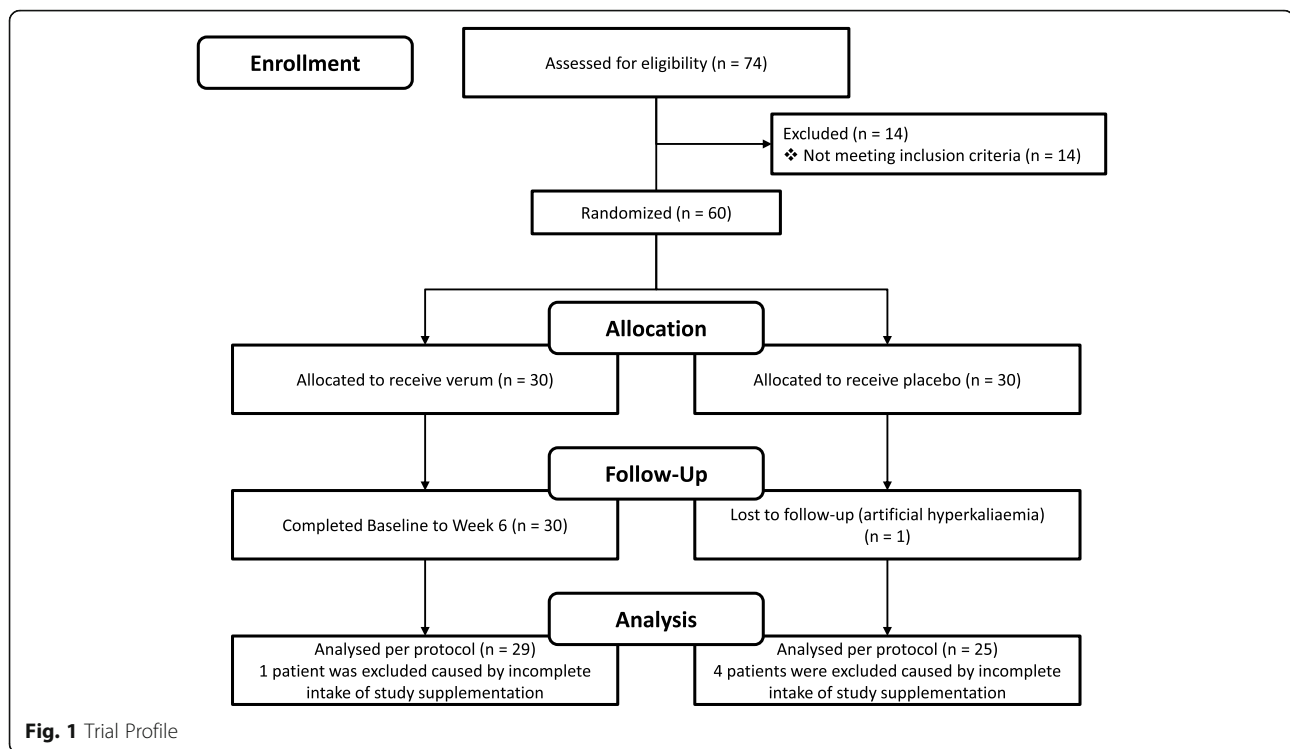 Enrollment
Assessed for eligibility (n = 74)
Excluded (n = 14)
❖ Not meeting inclusion criteria (n = 14)
Randomized (n = 60)
Allocation
Allocated to receive verum (n = 30)
Allocated to receive placebo (n = 30)
Follow-Up
Completed Baseline to Week 6 (n = 30)
Lost to follow-up (artificial hyperkaliaemia)
(n = 1)
Analysis
Analysed per protocol (n = 29)
1 patient was excluded caused by incomplete
intake of study supplementation
Analysed per protocol (n = 25)
4 patients were excluded caused by incomplete
intake of study supplementation
Fig. 1 Trial Profile